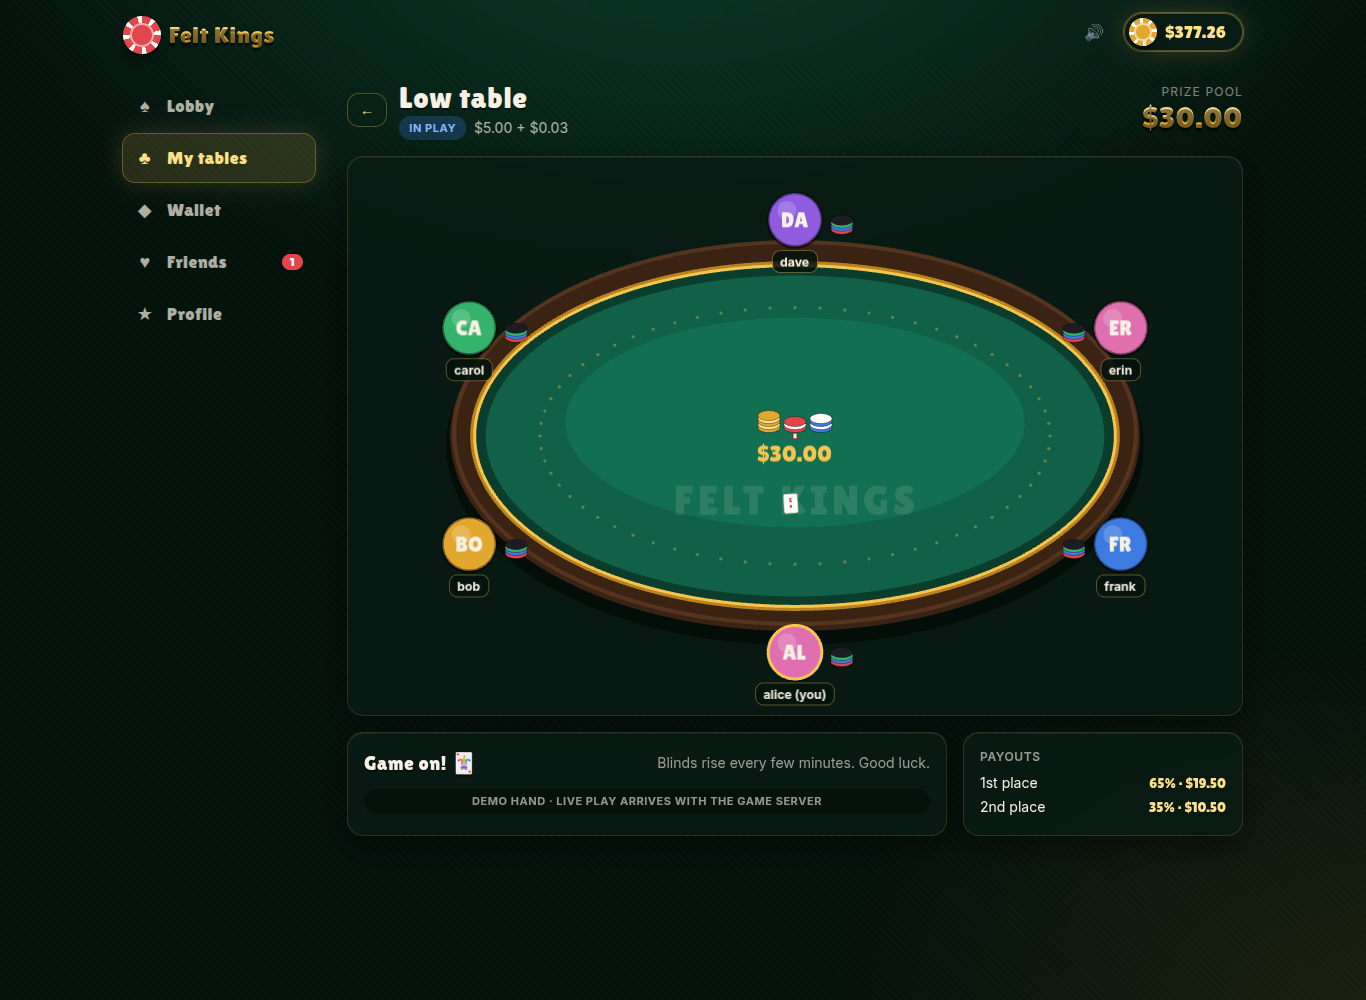 Felt Kings
$377.26
Lobby
My tables
Wallet
Friends
1
Profile
←
Low table
IN PLAY
$5.00 + $0.03
PRIZE POOL
$30.00
DA
dave
CA
carol
ER
erin
$30.00
FELT KINGS
BO
bob
FR
frank
AL
alice (you)
Game on!
Blinds rise every few minutes. Good luck.
DEMO HAND · LIVE PLAY ARRIVES WITH THE GAME SERVER
PAYOUTS
1st place 65% · $19.50
2nd place 35% · $10.50